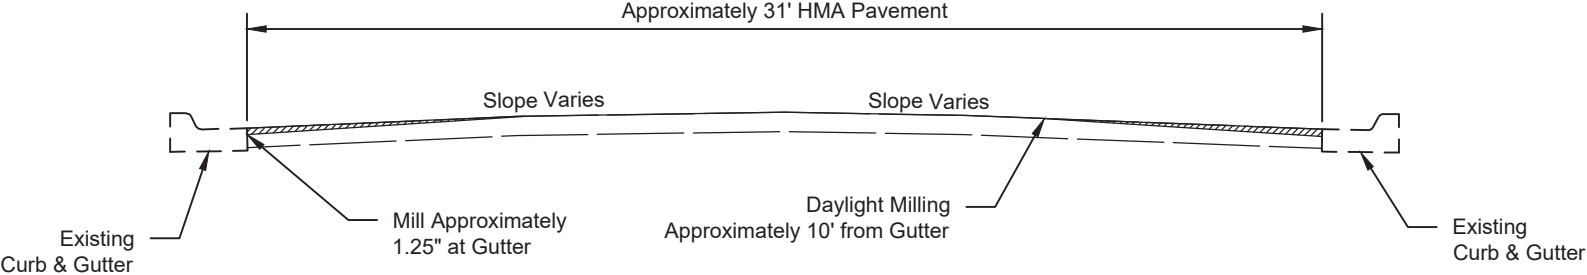 Approximately 31' HMA Pavement
Slope Varies
Slope Varies
Daylight Milling
Approximately 10' from Gutter
Mill Approximately
1.25" at Gutter
Existing
Curb & Gutter
Existing
Curb & Gutter